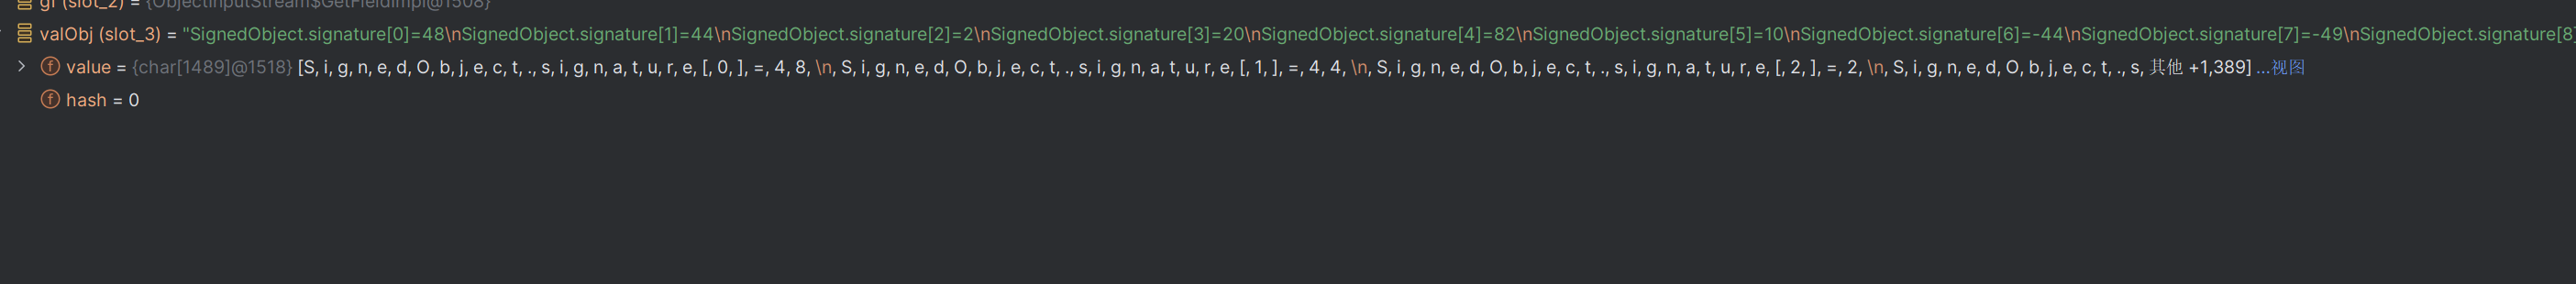 gf (slot_2) = {ObjectInputStream$GetFieldImpl@1508}
valObj (slot_3) = "SignedObject.signature[0]=48\nSignedObject.signature[1]=44\nSignedObject.signature[2]=2\nSignedObject.signature[3]=20\nSignedObject.signature[4]=82\nSignedObject.signature[5]=10\nSignedObject.signature[6]=-44\nSignedObject.signature[7]=-49\nSignedObject.signature[8]
value = {char[1489]@1518} [S, i, g, n, e, d, O, b, j, e, c, t, ., s, i, g, n, a, t, u, r, e, [, 0, ], =, 4, 8, \n, S, i, g, n, e, d, O, b, j, e, c, t, ., s, i, g, n, a, t, u, r, e, [, 1, ], =, 4, 4, \n, S, i, g, n, e, d, O, b, j, e, c, t, ., s, i, g, n, a, t, u, r, e, [, 2, ], =, 2, \n, S, i, g, n, e, d, O, b, j, e, c, t, ., s, 其他 +1,389] ...视图
hash = 0